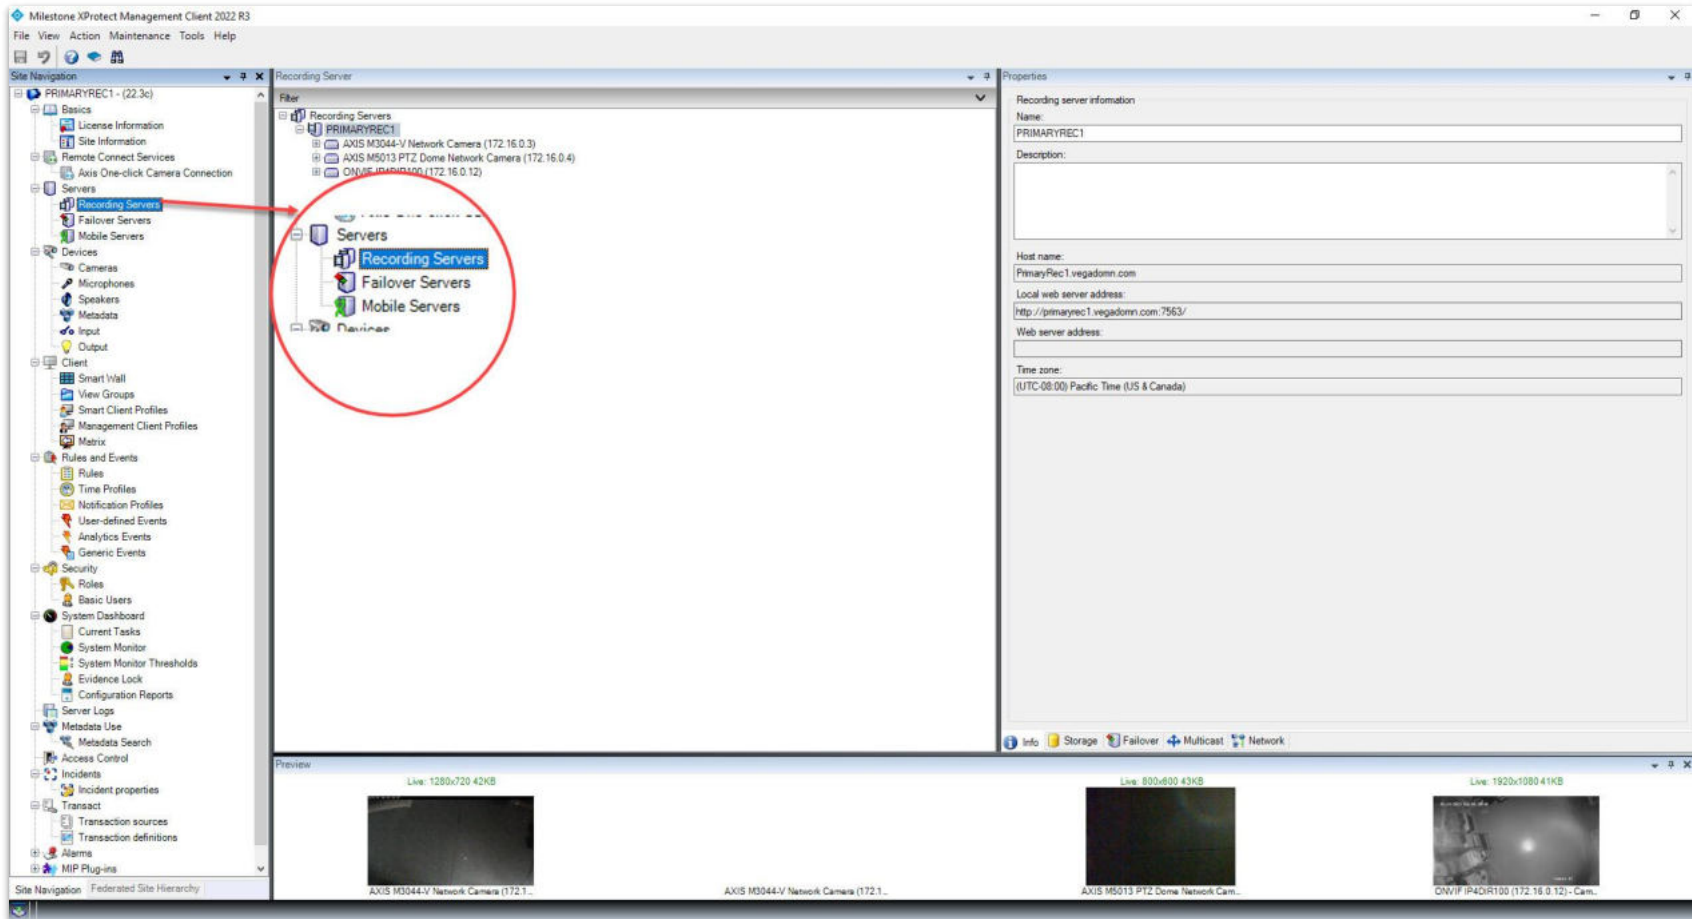 Milestone XProtect Management Client 2022 R3
File View Action Maintenance Tools Help
Site Navigation
PRIMARYREC1 - (22.3c)
Basics
License Information
Site Information
Remote Connect Services
Axis One-click Camera Connection
Servers
Recording Servers
Failover Servers
Mobile Servers
Devices
Cameras
Microphones
Speakers
Metadata
Input
Output
Client
Smart Wall
View Groups
Smart Client Profiles
Management Client Profiles
Matrix
Rules and Events
Rules
Time Profiles
Notification Profiles
User-defined Events
Analytics Events
Generic Events
Security
Roles
Basic Users
System Dashboard
Current Tasks
System Monitor
System Monitor Thresholds
Evidence Lock
Configuration Reports
Server Logs
Metadata Use
Metadata Search
Access Control
Incidents
Incident properties
Transact
Transaction sources
Transaction definitions
Alarms
MIP Plug-ins
Site Navigation Federated Site Hierarchy
Recording Server
Filter
Recording Servers
PRIMARYREC1
AXIS M3044-V Network Camera (172.16.0.3)
AXIS M5013 PTZ Dome Network Camera (172.16.0.4)
ONVIF IP4DIR100 (172.16.0.12)
Servers
Recording Servers
Failover Servers
Mobile Servers
Devices
Properties
Recording server information
Name:
PRIMARYREC1
Description:
Host name:
PrimaryRec1.vegadomn.com
Local web server address:
http://primaryrec1.vegadomn.com:7563/
Web server address:
Time zone:
(UTC-08:00) Pacific Time (US & Canada)
Info Storage Failover Multicast Network
Preview
Live: 1280x720 42KB
Live: 800x600 43KB
Live: 1920x1080 41KB
AXIS M3044-V Network Camera (172.1...
AXIS M3044-V Network Camera (172.1...
AXIS M5013 PTZ Dome Network Cam...
ONVIF IP4DIR100 (172.16.0.12) - Cam...